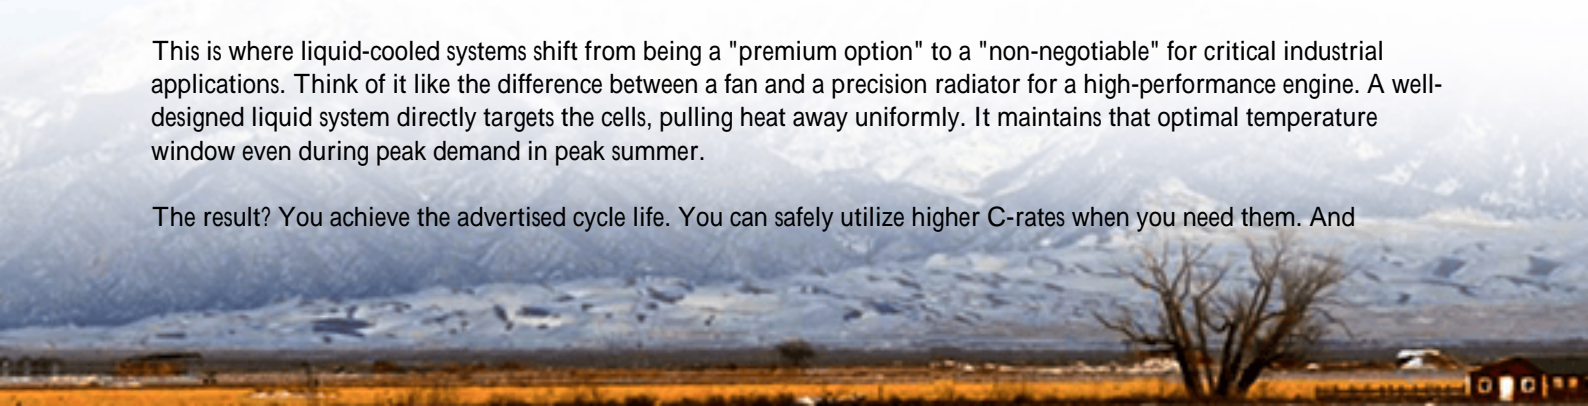 This is where liquid-cooled systems shift from being a "premium option" to a "non-negotiable" for critical industrial
applications. Think of it like the difference between a fan and a precision radiator for a high-performance engine. A well-
designed liquid system directly targets the cells, pulling heat away uniformly. It maintains that optimal temperature
window even during peak demand in peak summer.
The result? You achieve the advertised cycle life. You can safely utilize higher C-rates when you need them. And